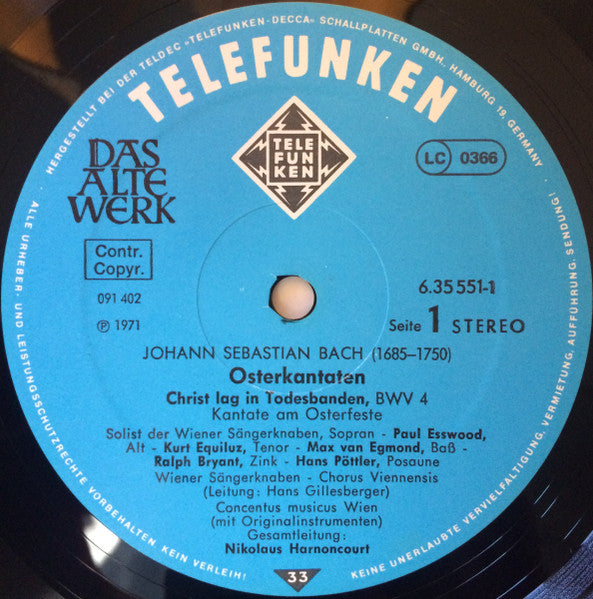 HERGESTELLT BEI DER TELDEC »TELEFUNKEN-DECCA« SCHALLPLATTEN GMBH., HAMBURG 19, GERMANY ·
TELEFUNKEN
TELE
FUN
KEN
DAS
ALTE
WERK
LC 0366
Contr.
Copyr.
091 402
℗ 1971
6.35 551-1
Seite 1 STEREO
JOHANN SEBASTIAN BACH (1685–1750)
Osterkantaten
Christ lag in Todesbanden, BWV 4
Kantate am Osterfeste
Solist der Wiener Sängerknaben, Sopran - Paul Esswood,
Alt - Kurt Equiluz, Tenor - Max van Egmond, Baß -
Ralph Bryant, Zink - Hans Pöttler, Posaune
Wiener Sängerknaben - Chorus Viennensis
(Leitung: Hans Gillesberger)
Concentus musicus Wien
(mit Originalinstrumenten)
Gesamtleitung:
Nikolaus Harnoncourt
33
ALLE URHEBER- UND LEISTUNGSSCHUTZRECHTE VORBEHALTEN. KEIN VERLEIH!
KEINE UNERLAUBTE VERVIELFÄLTIGUNG, VERMIETUNG, AUFFÜHRUNG, SENDUNG!